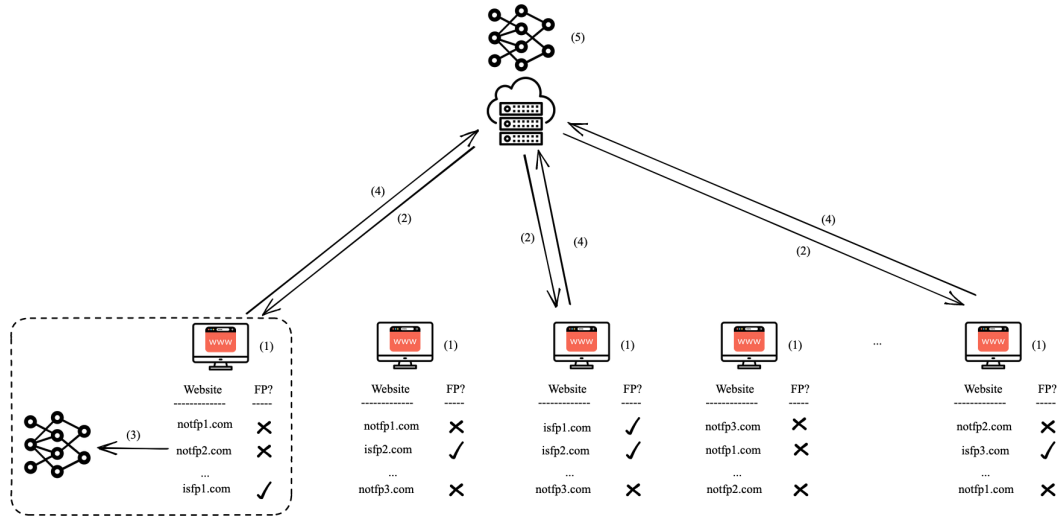 (5)
(4)
(2)
(2)
(4)
(4)
(2)
www (1) www (1) www (1) www (1) ... www (1)
Website FP? Website FP? Website FP? Website FP? Website FP?
------------- ----- ------------- ----- ------------- ----- ------------- ----- ------------- -----
notfp1.com notfp1.com isfp1.com notfp3.com notfp2.com
(3) notfp2.com isfp2.com isfp2.com notfp1.com isfp3.com
... ... ... ... ...
isfp1.com notfp3.com notfp3.com notfp2.com notfp1.com